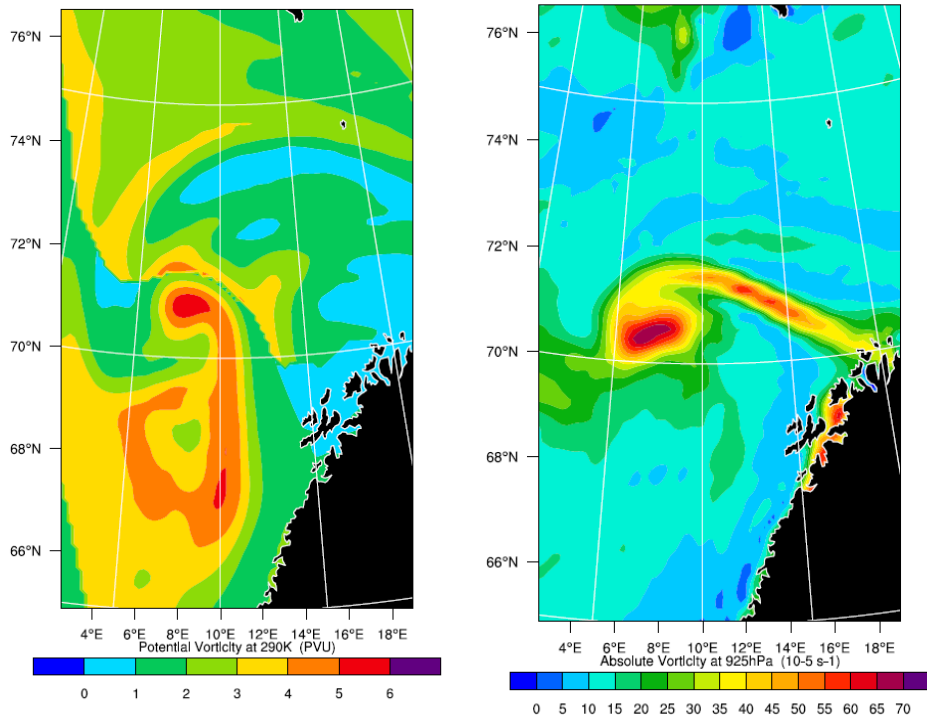 76°N
74°N
72°N
70°N
68°N
66°N
4°E 6°E 8°E 10°E 12°E 14°E 16°E 18°E
Potential Vorticity at 290K (PVU)
0 1 2 3 4 5 6
76°N
74°N
72°N
70°N
68°N
66°N
4°E 6°E 8°E 10°E 12°E 14°E 16°E 18°E
Absolute Vorticity at 925hPa (10-5 s-1)
0 5 10 15 20 25 30 35 40 45 50 55 60 65 70